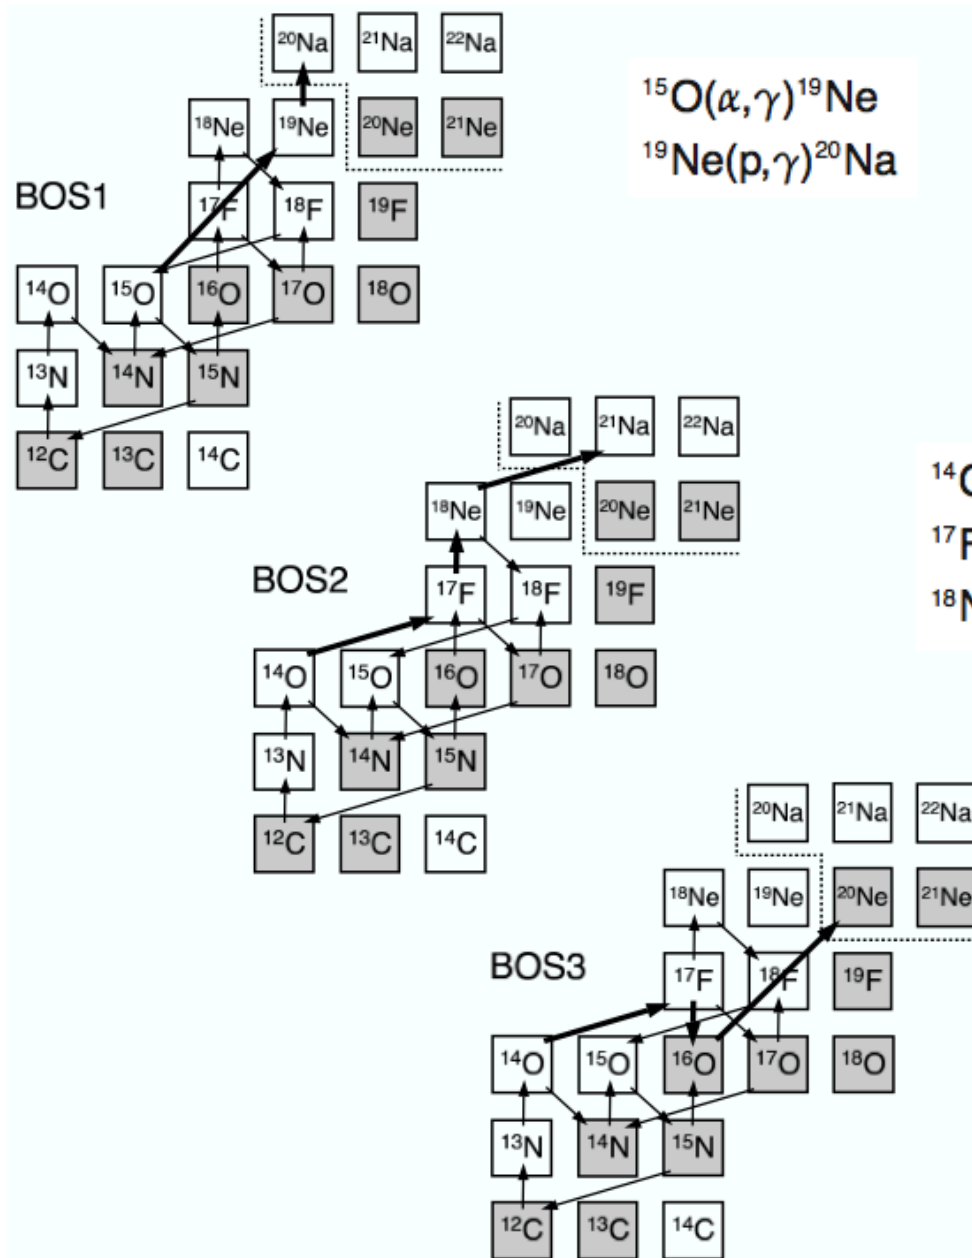 ²⁰Na ²¹Na ²²Na
¹⁵O(α,γ)¹⁹Ne
¹⁸Ne ¹⁹Ne ²⁰Ne ²¹Ne
¹⁹Ne(p,γ)²⁰Na
BOS1
¹⁷F ¹⁸F ¹⁹F
¹⁴O ¹⁵O ¹⁶O ¹⁷O ¹⁸O
¹³N ¹⁴N ¹⁵N
¹²C ¹³C ¹⁴C
²⁰Na ²¹Na ²²Na
¹⁸Ne ¹⁹Ne ²⁰Ne ²¹Ne
BOS2
¹⁷F ¹⁸F ¹⁹F
¹⁴O ¹⁵O ¹⁶O ¹⁷O ¹⁸O
¹³N ¹⁴N ¹⁵N
¹²C ¹³C ¹⁴C
¹⁴
¹⁷
¹⁸N
²⁰Na ²¹Na ²²Na
¹⁸Ne ¹⁹Ne ²⁰Ne ²¹Ne
BOS3
¹⁷F ¹⁸F ¹⁹F
¹⁴O ¹⁵O ¹⁶O ¹⁷O ¹⁸O
¹³N ¹⁴N ¹⁵N
¹²C ¹³C ¹⁴C